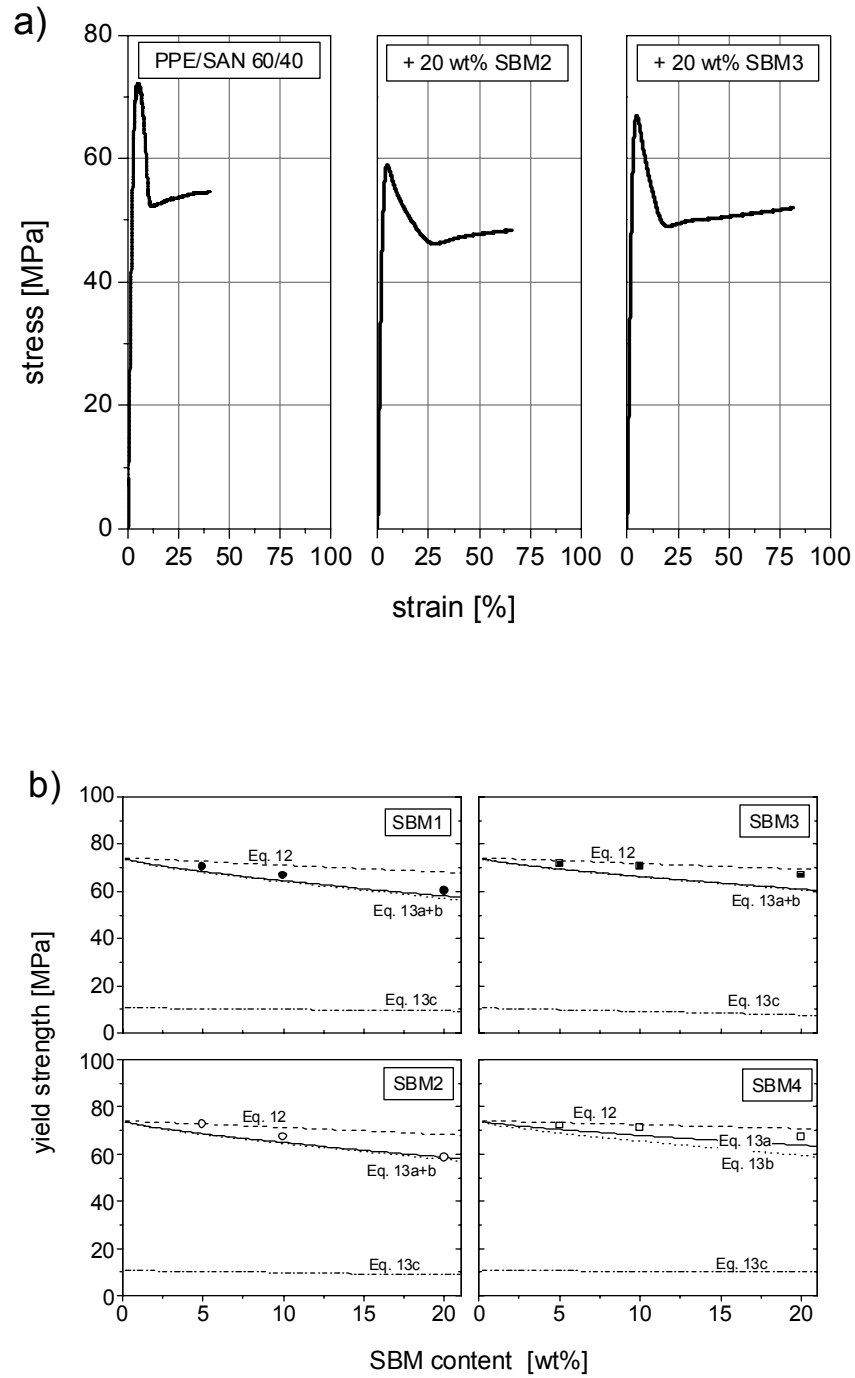 a)
PPE/SAN 60/40
+ 20 wt% SBM2
+ 20 wt% SBM3
80
60
40
20
0
stress [MPa]
0 25 50 75 100
0 25 50 75 100
0 25 50 75 100
strain [%]
b)
yield strength [MPa]
100
80
60
40
20
0
SBM1
Eq. 12
Eq. 13a+b
Eq. 13c
SBM3
Eq. 12
Eq. 13a+b
Eq. 13c
100
80
60
40
20
0
SBM2
Eq. 12
Eq. 13a+b
Eq. 13c
SBM4
Eq. 12
Eq. 13a
Eq. 13b
Eq. 13c
0 5 10 15 20
0 5 10 15 20
SBM content [wt%]